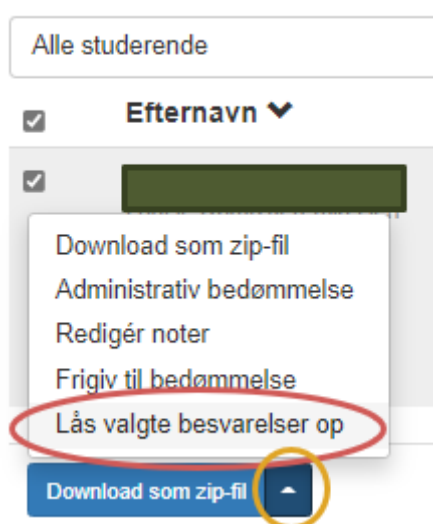 Alle studerende
Efternavn
Download som zip-fil
Administrativ bedømmelse
Redigér noter
Frigiv til bedømmelse
Lås valgte besvarelser op
Download som zip-fil